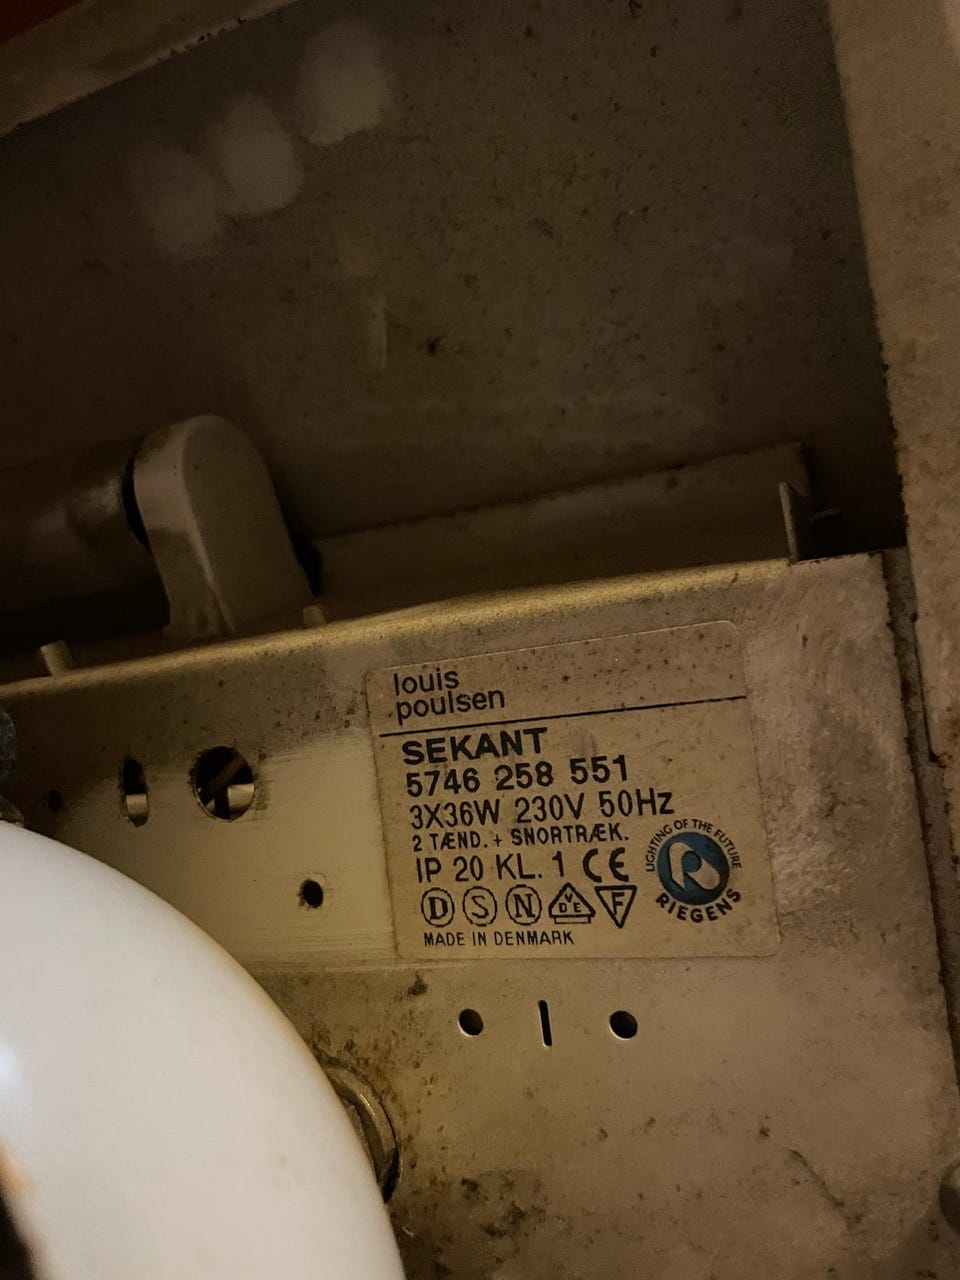 louis
poulsen
SEKANT
5746 258 551
3X36W 230V 50Hz
2 TÆND. + SNORTRÆK.
IP 20 KL. 1 CE
D S N VDE F
MADE IN DENMARK
LIGHTING OF THE FUTURE
R
RIEGENS